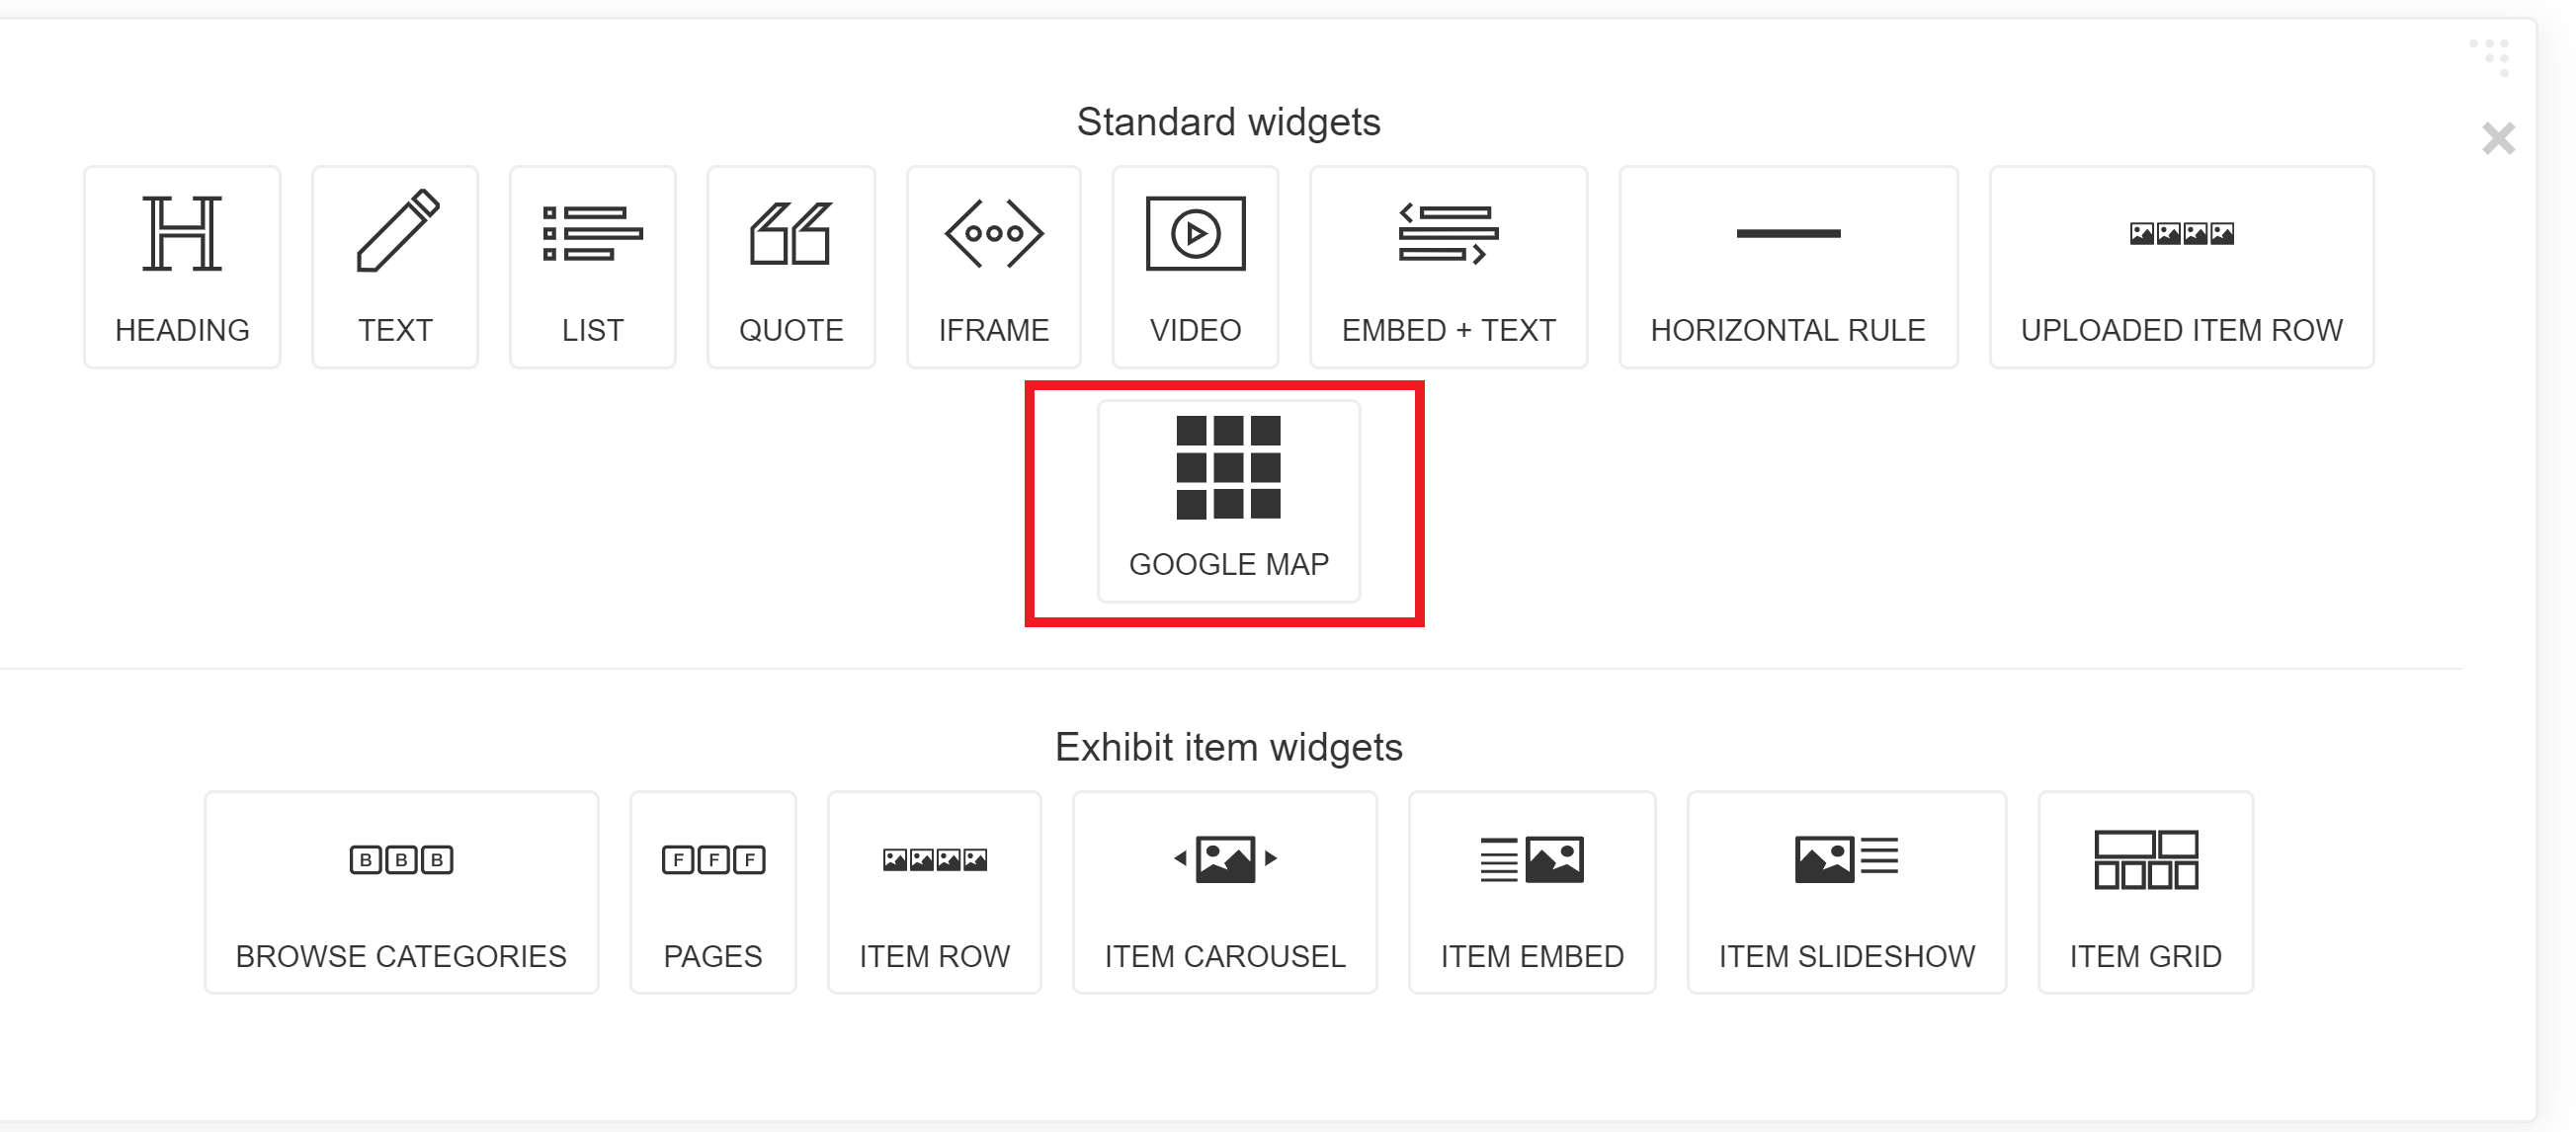 Standard widgets
HEADING TEXT LIST QUOTE IFRAME VIDEO EMBED + TEXT HORIZONTAL RULE UPLOADED ITEM ROW
GOOGLE MAP
Exhibit item widgets
B B B F F F
BROWSE CATEGORIES PAGES ITEM ROW ITEM CAROUSEL ITEM EMBED ITEM SLIDESHOW ITEM GRID